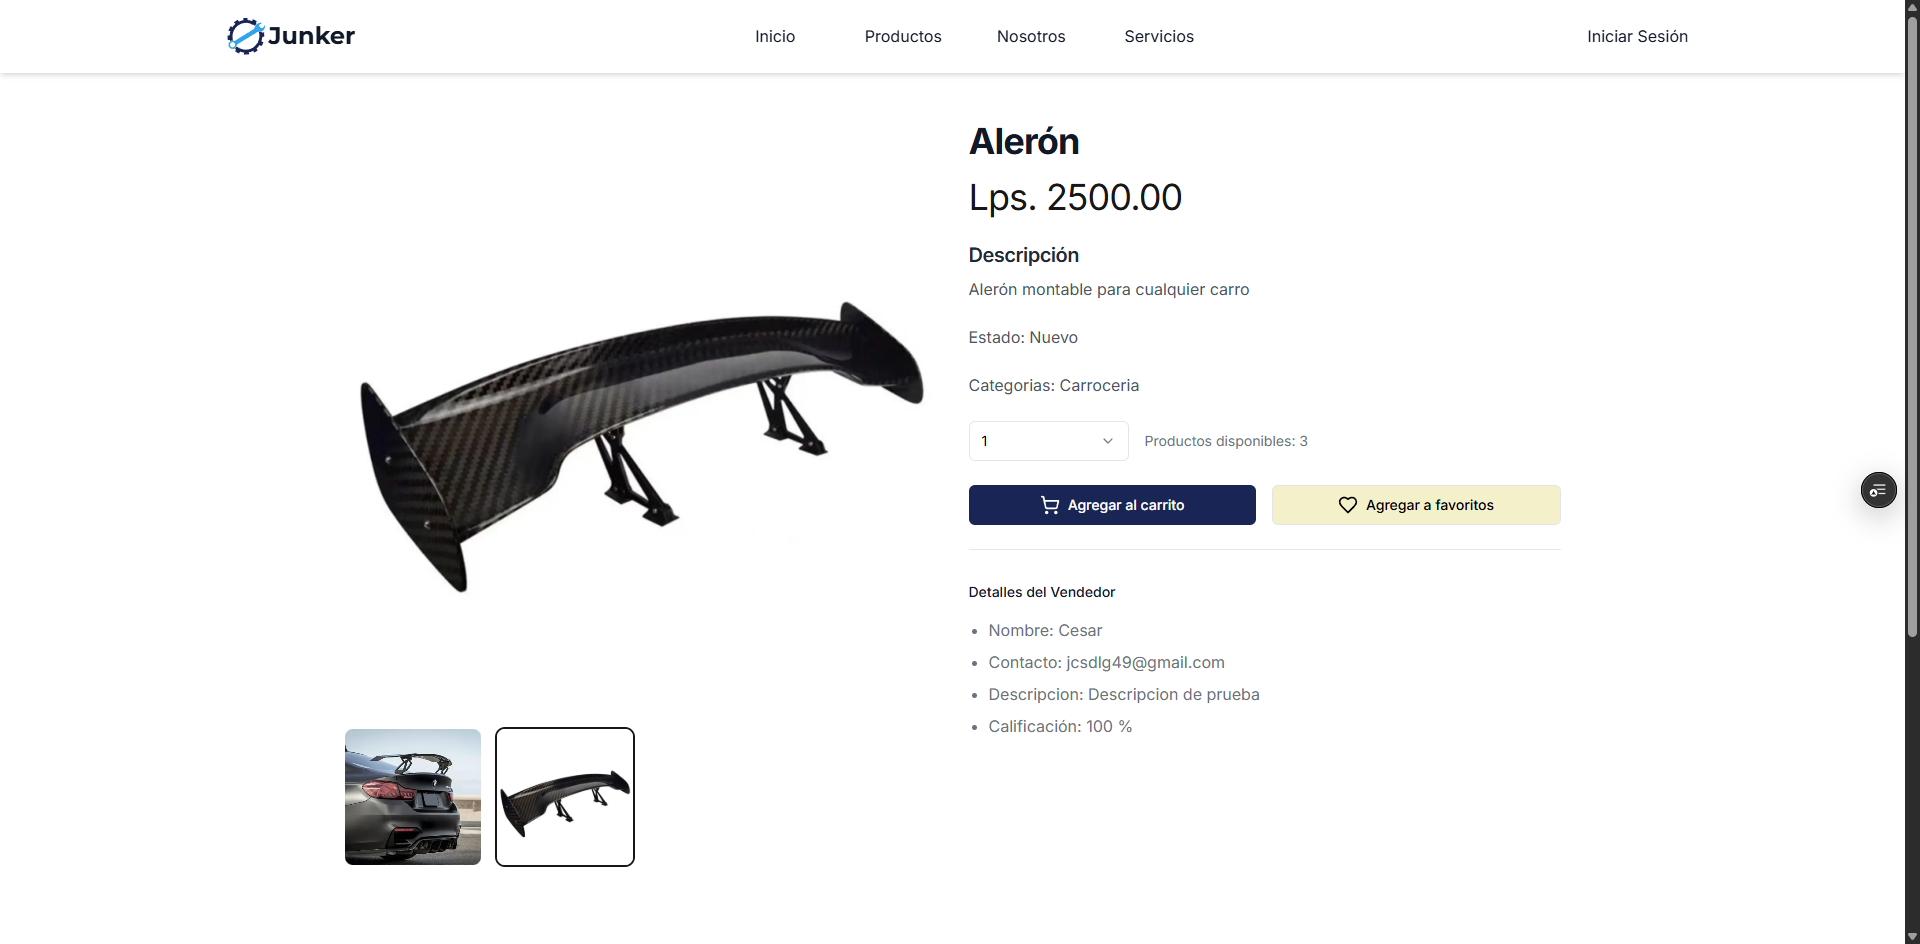 Junker
Inicio
Productos
Nosotros
Servicios
Iniciar Sesión
Alerón
Lps. 2500.00
Descripción
Alerón montable para cualquier carro
Estado: Nuevo
Categorias: Carroceria
1
Productos disponibles: 3
Agregar al carrito
Agregar a favoritos
Detalles del Vendedor
Nombre: Cesar
Contacto: jcsdlg49@gmail.com
Descripcion: Descripcion de prueba
Calificación: 100 %